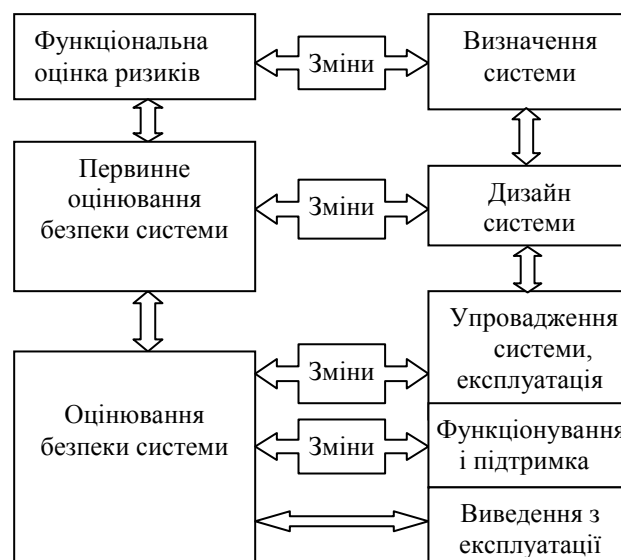 Функціональна
оцінка ризиків
Зміни
Визначення
системи
Первинне
оцінювання
безпеки системи
Зміни
Дизайн
системи
Оцінювання
безпеки системи
Зміни
Упровадження
системи,
експлуатація
Зміни
Функціонування
і підтримка
Виведення з
експлуатації